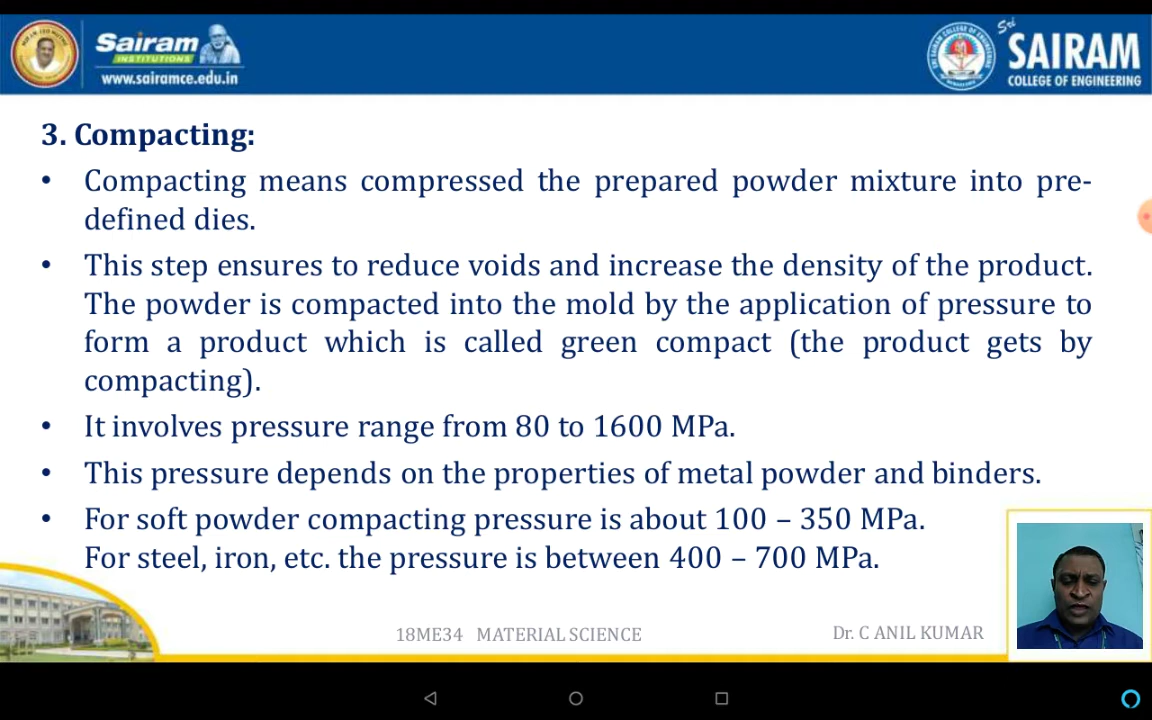 Sairam
INSTITUTIONS
www.sairamce.edu.in
Sri
SAIRAM
COLLEGE OF ENGINEERING
3. Compacting:
• Compacting means compressed the prepared powder mixture into pre-
defined dies.
• This step ensures to reduce voids and increase the density of the product.
The powder is compacted into the mold by the application of pressure to
form a product which is called green compact (the product gets by
compacting).
• It involves pressure range from 80 to 1600 MPa.
• This pressure depends on the properties of metal powder and binders.
• For soft powder compacting pressure is about 100 – 350 MPa.
For steel, iron, etc. the pressure is between 400 – 700 MPa.
18ME34 MATERIAL SCIENCE
Dr. C ANIL KUMAR